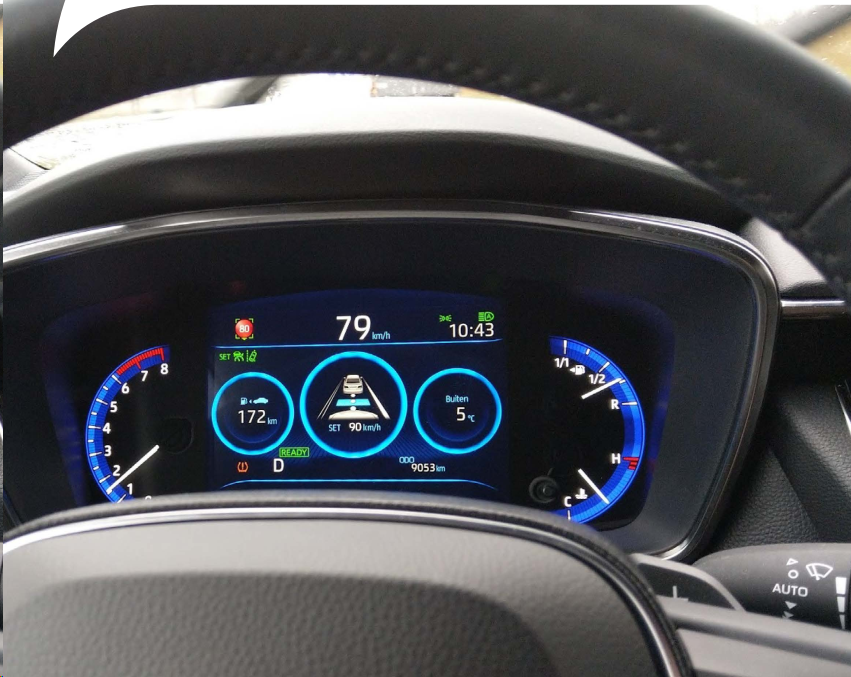 80
79 km/h
10:43
A
SET
172 km
SET 90 km/h
Buiten
5 °C
READY
D
ODO
9053 km
8
7
6
5
4
3
2
1
1/1
1/2
R
H
C
AUTO